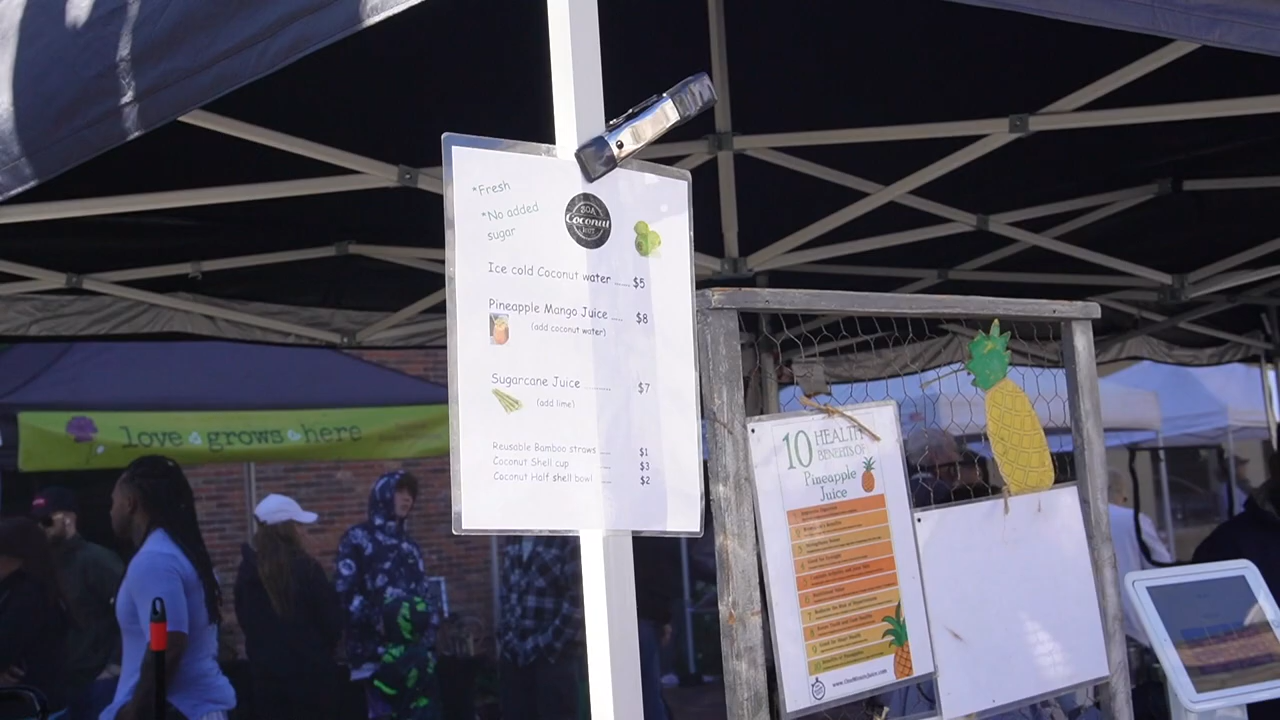 *Fresh
*No added
sugar
SOA
Coconut
HUT
Ice cold Coconut water ...... $5
Pineapple Mango Juice .... $8
(add coconut water)
Sugarcane Juice .......... $7
(add lime)
Reusable Bamboo straws .... $1
Coconut Shell cup .... $3
Coconut Half shell bowl .... $2
love grows here
10 HEALTH
BENEFITS OF
Pineapple
Juice